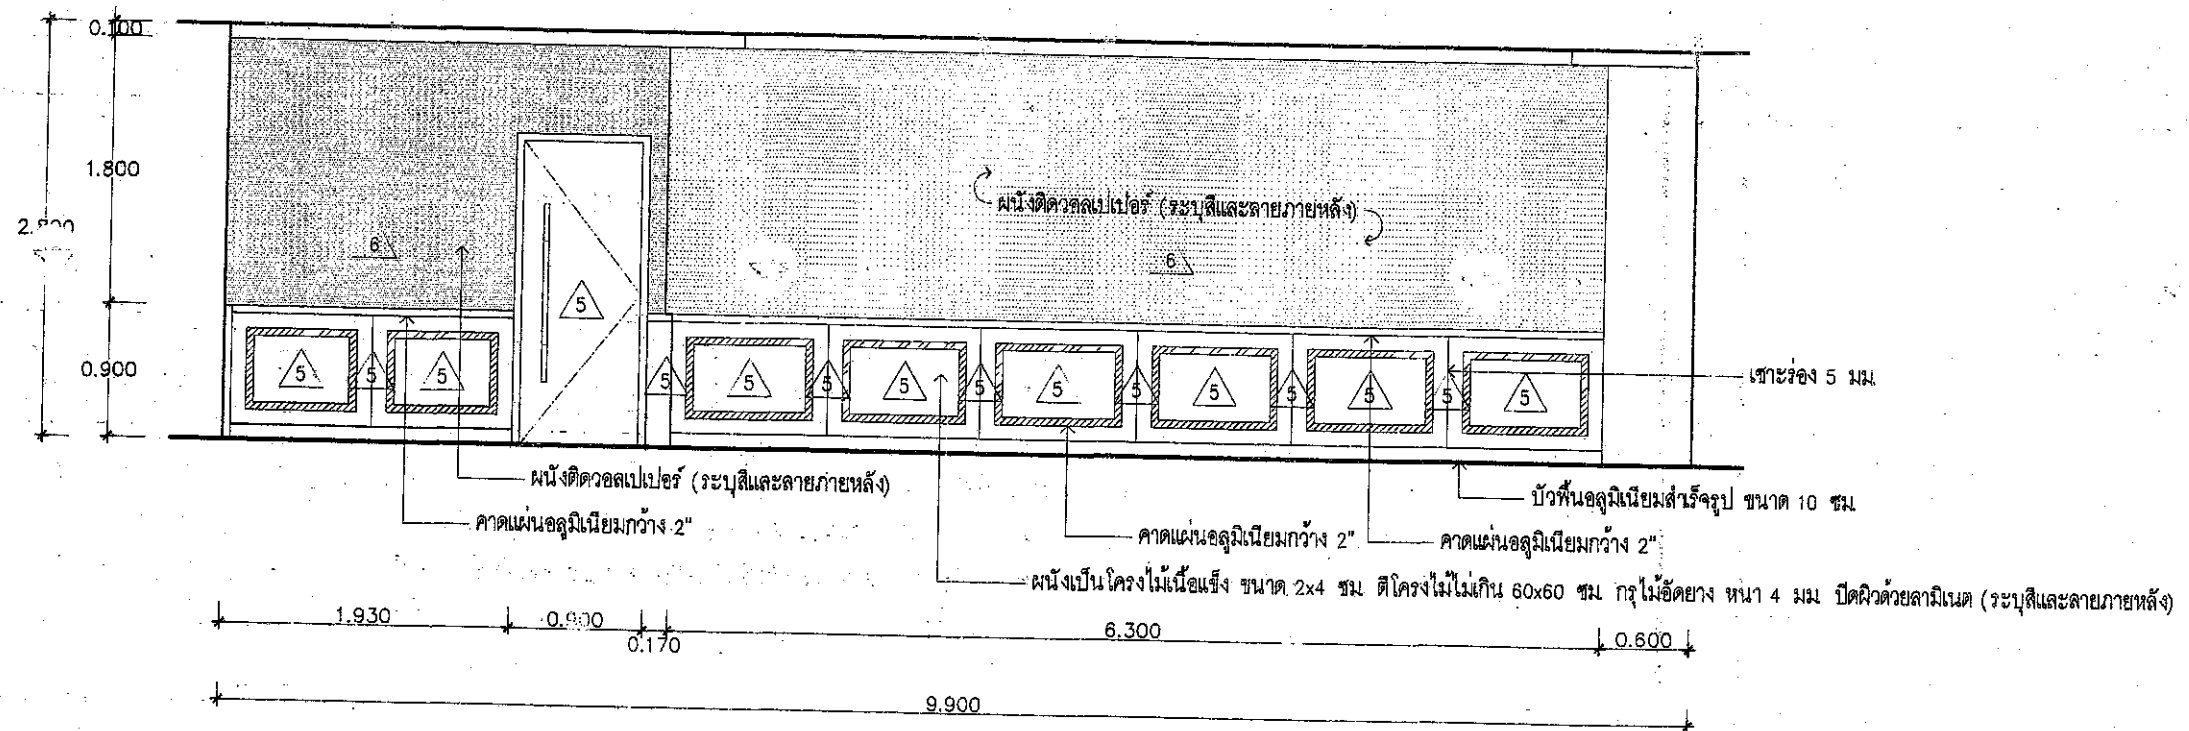 0.100
1.800
0.900
ผนังติดวอลเปเปอร์ (ระบุสีและลายภายหลัง)
6
6
5
5 5 5 5 5 5 5 5 5 5 5 5 5 5 5
เซาะร่อง 5 มม.
ผนังติดวอลเปเปอร์ (ระบุสีและลายภายหลัง)
บัวพื้นอลูมิเนียมสำเร็จรูป ขนาด 10 ซม.
คาดแผ่นอลูมิเนียมกว้าง 2"
คาดแผ่นอลูมิเนียมกว้าง 2"
คาดแผ่นอลูมิเนียมกว้าง 2"
ผนังเป็นโครงไม้เนื้อแข็ง ขนาด 2x4 ซม. ตีโครงไม้ไม่เกิน 60x60 ซม. กรุไม้อัดยาง หนา 4 มม. ปิดผิวด้วยลามิเนต (ระบุสีและลายภายหลัง)
1.930
0.900
0.170
6.300
0.600
9.900